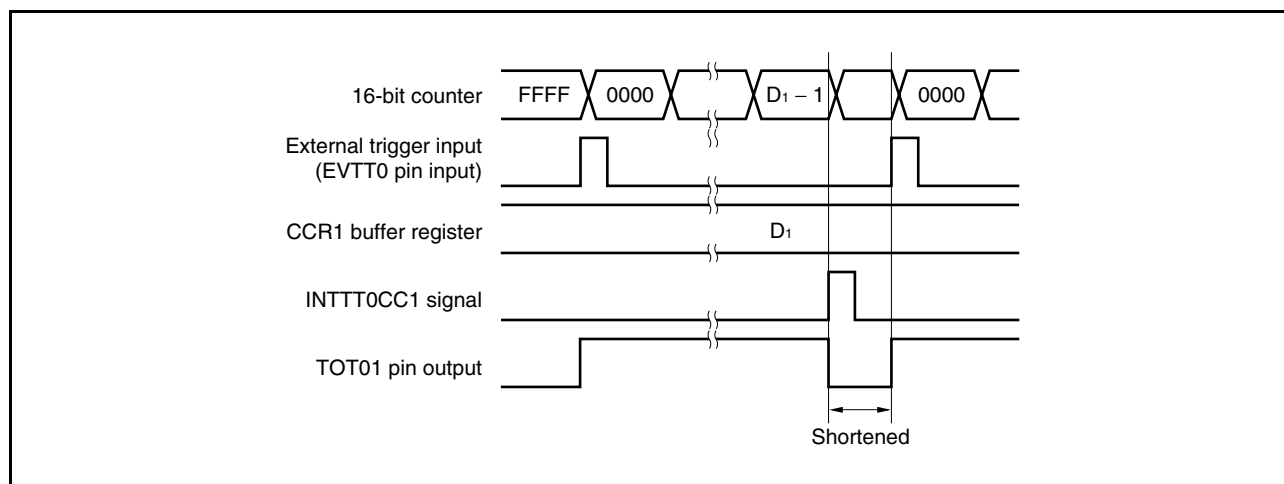 16-bit counter FFFF 0000 D₁ – 1 0000
External trigger input
(EVTT0 pin input)
CCR1 buffer register D₁
INTTT0CC1 signal
TOT01 pin output
Shortened